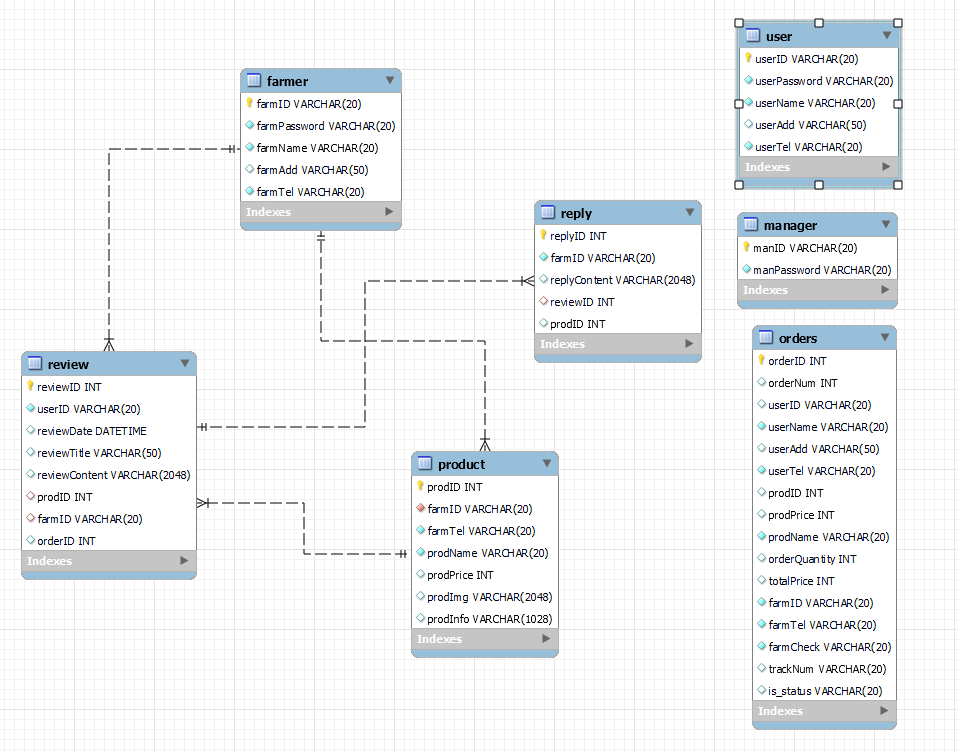 farmer
farmID VARCHAR(20)
farmPassword VARCHAR(20)
farmName VARCHAR(20)
farmAdd VARCHAR(50)
farmTel VARCHAR(20)
Indexes
review
reviewID INT
userID VARCHAR(20)
reviewDate DATETIME
reviewTitle VARCHAR(50)
reviewContent VARCHAR(2048)
prodID INT
farmID VARCHAR(20)
orderID INT
Indexes
reply
replyID INT
farmID VARCHAR(20)
replyContent VARCHAR(2048)
reviewID INT
prodID INT
Indexes
product
prodID INT
farmID VARCHAR(20)
farmTel VARCHAR(20)
prodName VARCHAR(20)
prodPrice INT
prodImg VARCHAR(2048)
prodInfo VARCHAR(1028)
Indexes
user
userID VARCHAR(20)
userPassword VARCHAR(20)
userName VARCHAR(20)
userAdd VARCHAR(50)
userTel VARCHAR(20)
Indexes
manager
manID VARCHAR(20)
manPassword VARCHAR(20)
Indexes
orders
orderID INT
orderNum INT
userID VARCHAR(20)
userName VARCHAR(20)
userAdd VARCHAR(50)
userTel VARCHAR(20)
prodID INT
prodPrice INT
prodName VARCHAR(20)
orderQuantity INT
totalPrice INT
farmID VARCHAR(20)
farmTel VARCHAR(20)
farmCheck VARCHAR(20)
trackNum VARCHAR(20)
is_status VARCHAR(20)
Indexes